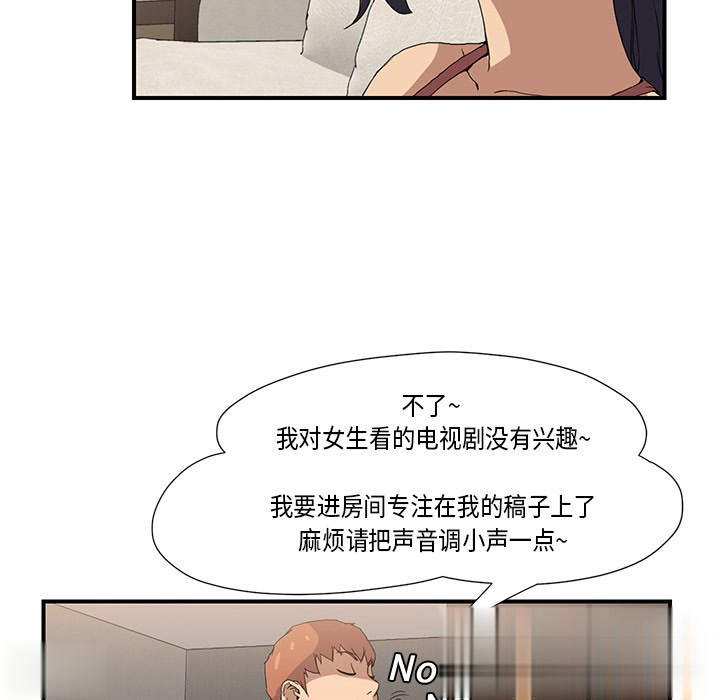 不了~
我对女生看的电视剧没有兴趣~
我要进房间专注在我的稿子上了
麻烦请把声音调小声一点~
No